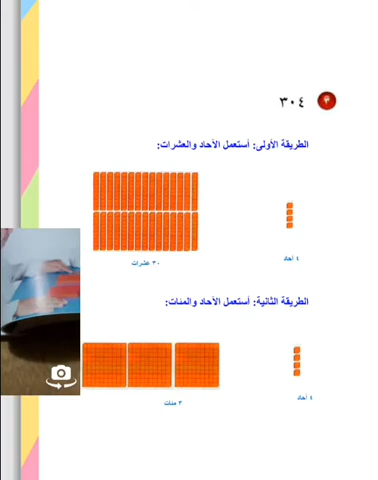 ٣ ٣٠٤
الطريقة الأولى: أستعمل الآحاد والعشرات:
٤ آحاد
٣٠ عشرات
الطريقة الثانية: أستعمل الآحاد والمئات:
٤ آحاد
٣ مئات